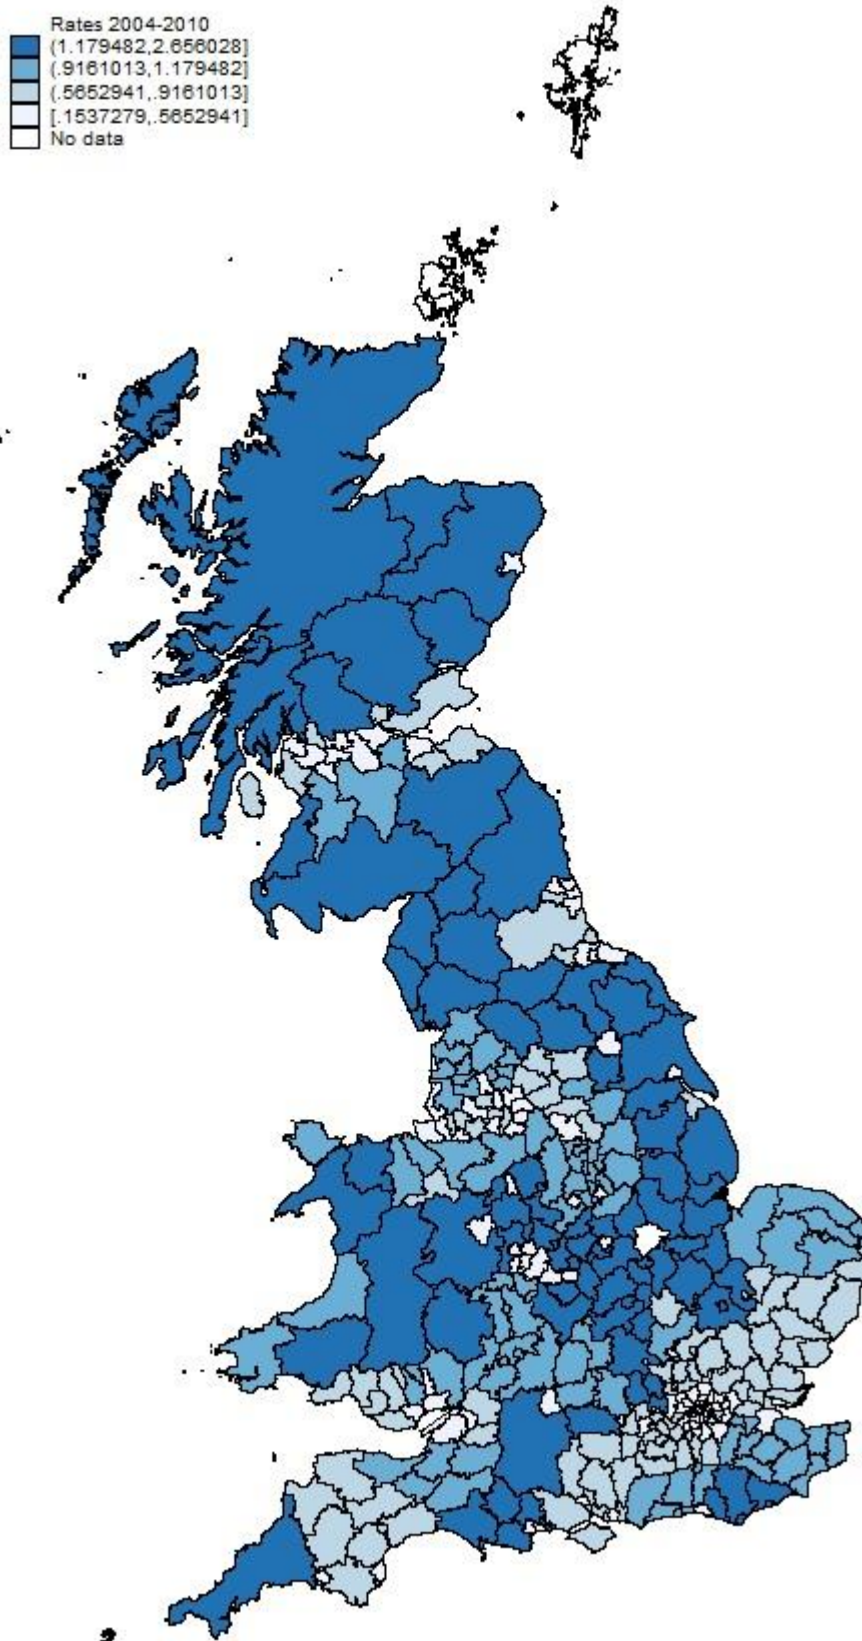 Rates 2004-2010
(1.179482,2.656028]
(.9161013,1.179482]
(.5652941,.9161013]
[.1537279,.5652941]
No data